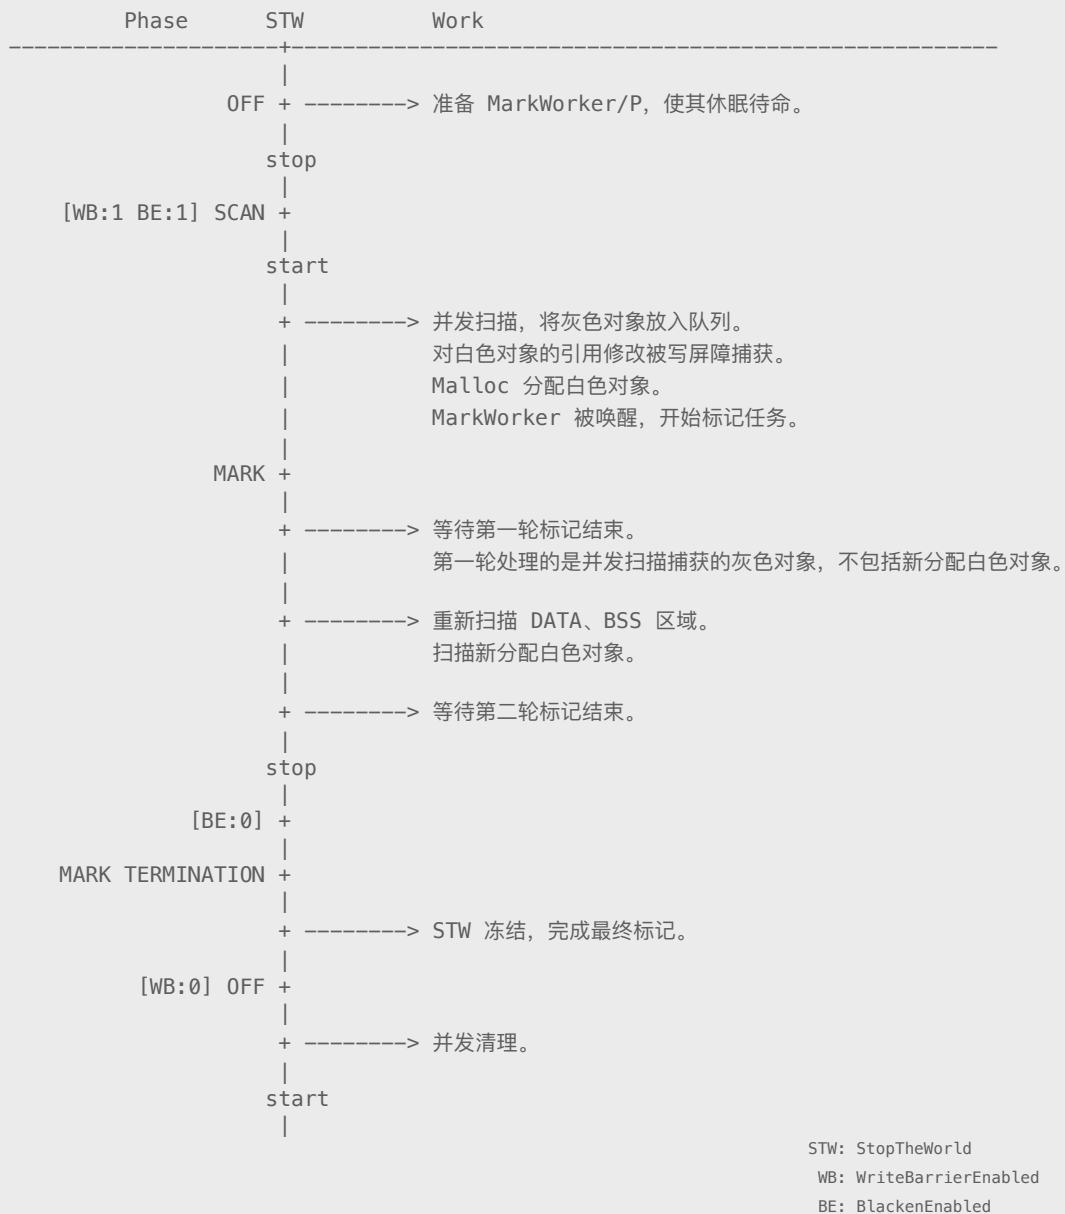 Phase STW Work
---------------------+-------------------------------------------------------
|
OFF + --------> 准备 MarkWorker/P，使其休眠待命。
|
stop
|
[WB:1 BE:1] SCAN +
|
start
|
+ --------> 并发扫描，将灰色对象放入队列。
| 对白色对象的引用修改被写屏障捕获。
| Malloc 分配白色对象。
| MarkWorker 被唤醒，开始标记任务。
|
MARK +
|
+ --------> 等待第一轮标记结束。
| 第一轮处理的是并发扫描捕获的灰色对象，不包括新分配白色对象。
|
+ --------> 重新扫描 DATA、BSS 区域。
| 扫描新分配白色对象。
|
+ --------> 等待第二轮标记结束。
|
stop
|
[BE:0] +
|
MARK TERMINATION +
|
+ --------> STW 冻结，完成最终标记。
|
[WB:0] OFF +
|
+ --------> 并发清理。
|
start
|
STW: StopTheWorld
WB: WriteBarrierEnabled
BE: BlackenEnabled